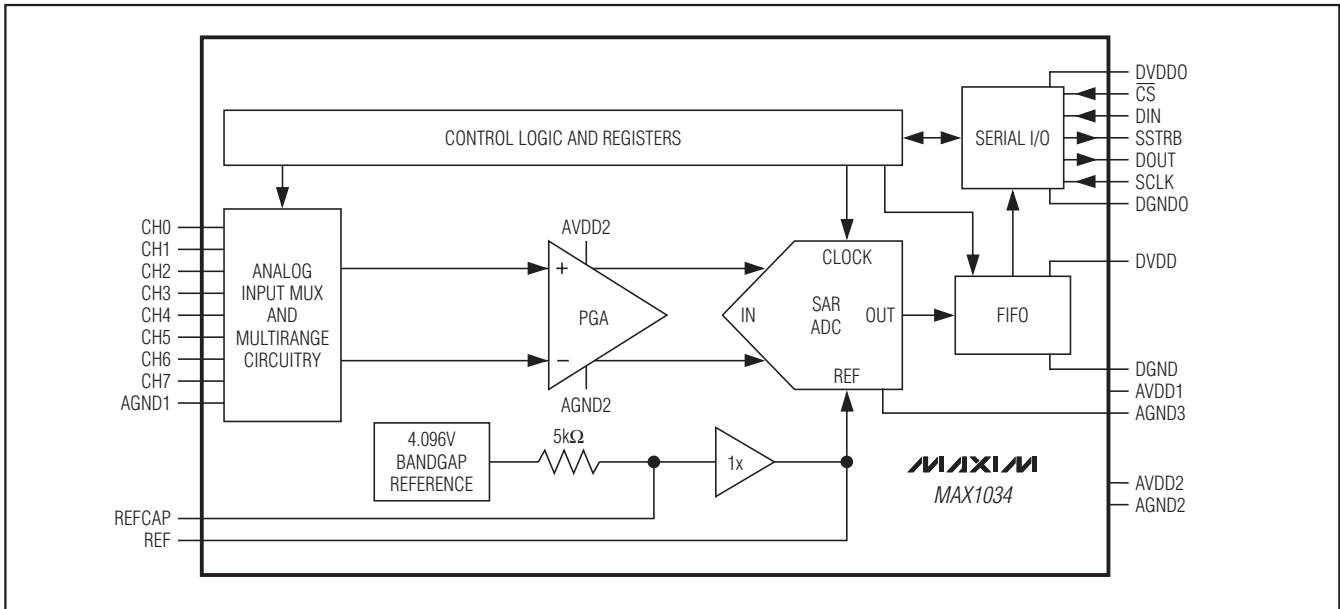 CONTROL LOGIC AND REGISTERS
SERIAL I/O
DVDDO
CS
DIN
SSTRB
DOUT
SCLK
DGNDO
CH0
CH1
CH2
CH3
CH4
CH5
CH6
CH7
AGND1
ANALOG
INPUT MUX
AND
MULTIRANGE
CIRCUITRY
AVDD2
+
PGA
−
AGND2
CLOCK
IN
SAR
ADC
OUT
REF
FIFO
DVDD
DGND
AVDD1
AGND3
4.096V
BANDGAP
REFERENCE
5kΩ
1x
MAXIM
MAX1034
AVDD2
AGND2
REFCAP
REF